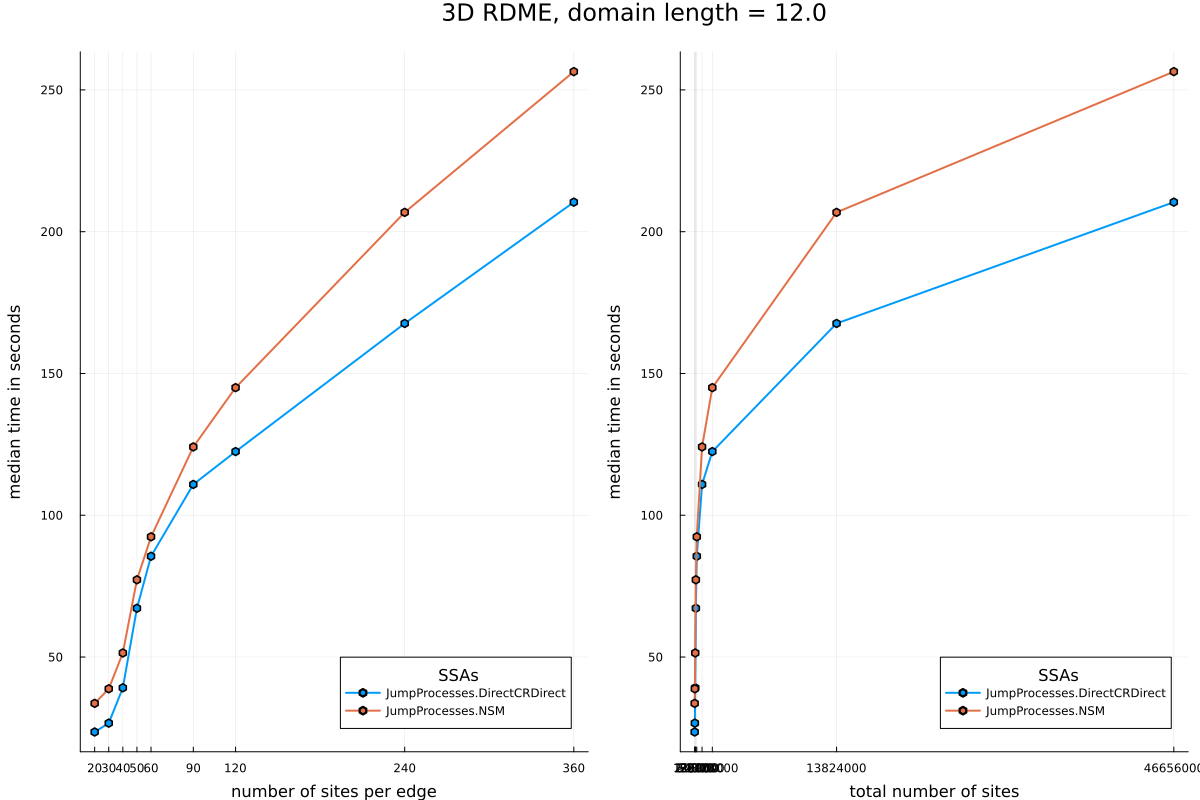 3D RDME, domain length = 12.0
median time in seconds
250
200
150
100
50
20 30 40 50 60 90 120 240 360
number of sites per edge
SSAs
JumpProcesses.DirectCRDirect
JumpProcesses.NSM
median time in seconds
250
200
150
100
50
13824000 46656000
total number of sites
SSAs
JumpProcesses.DirectCRDirect
JumpProcesses.NSM